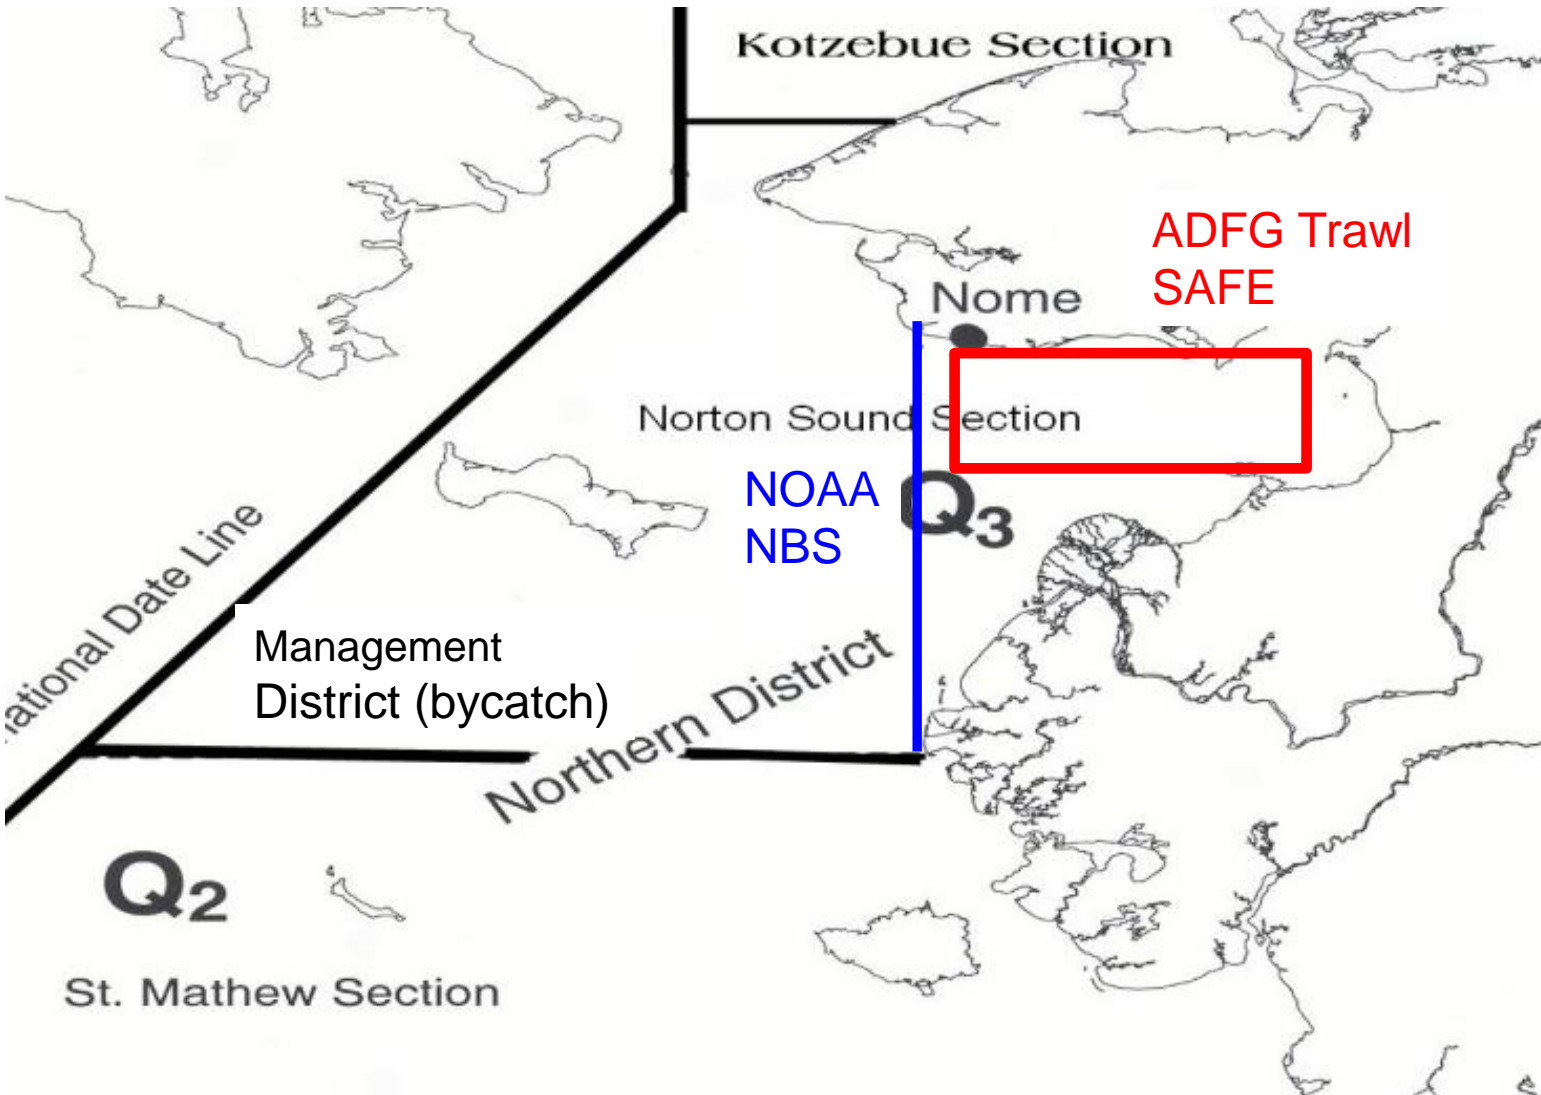 Kotzebue Section
ADFG Trawl
SAFE
Nome
Norton Sound Section
NOAA
NBS
Q3
national Date Line
Management
District (bycatch)
Northern District
Q2
St. Mathew Section